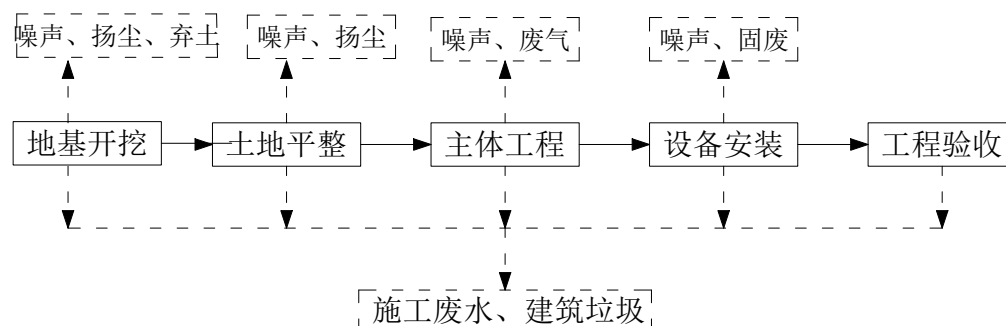 噪声、扬尘、弃土
噪声、扬尘
噪声、废气
噪声、固废
地基开挖
土地平整
主体工程
设备安装
工程验收
施工废水、建筑垃圾